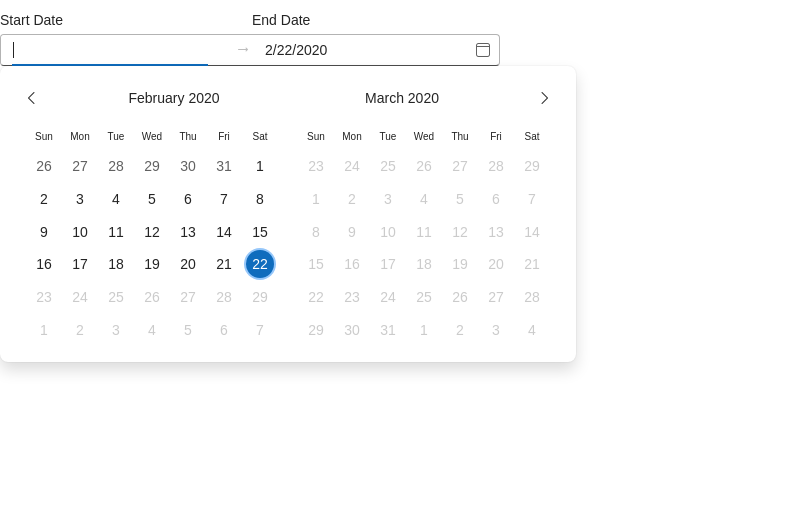 Start Date End Date
→ 2/22/2020
February 2020 March 2020
Sun Mon Tue Wed Thu Fri Sat Sun Mon Tue Wed Thu Fri Sat
26 27 28 29 30 31 1 23 24 25 26 27 28 29
2 3 4 5 6 7 8 1 2 3 4 5 6 7
9 10 11 12 13 14 15 8 9 10 11 12 13 14
16 17 18 19 20 21 22 15 16 17 18 19 20 21
23 24 25 26 27 28 29 22 23 24 25 26 27 28
1 2 3 4 5 6 7 29 30 31 1 2 3 4